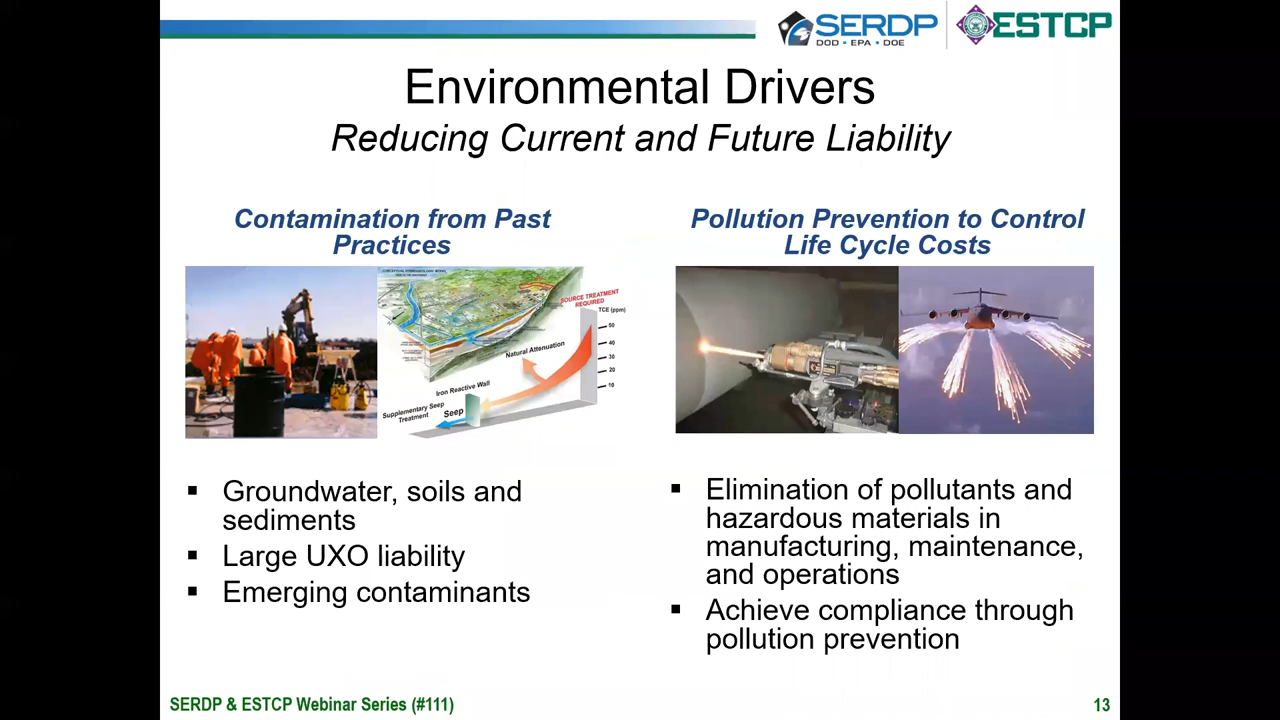 SERDP
DOD • EPA • DOE
ESTCP
Environmental Drivers
Reducing Current and Future Liability
Contamination from Past
Practices
Pollution Prevention to Control
Life Cycle Costs
SOURCE TREATMENT
REQUIRED
TCE (ppm)
50
40
30
20
10
Natural Attenuation
Iron Reactive Wall
Supplementary Seep
Treatment
Seep
▪ Groundwater, soils and
sediments
▪ Large UXO liability
▪ Emerging contaminants
▪ Elimination of pollutants and
hazardous materials in
manufacturing, maintenance,
and operations
▪ Achieve compliance through
pollution prevention
SERDP & ESTCP Webinar Series (#111)
13